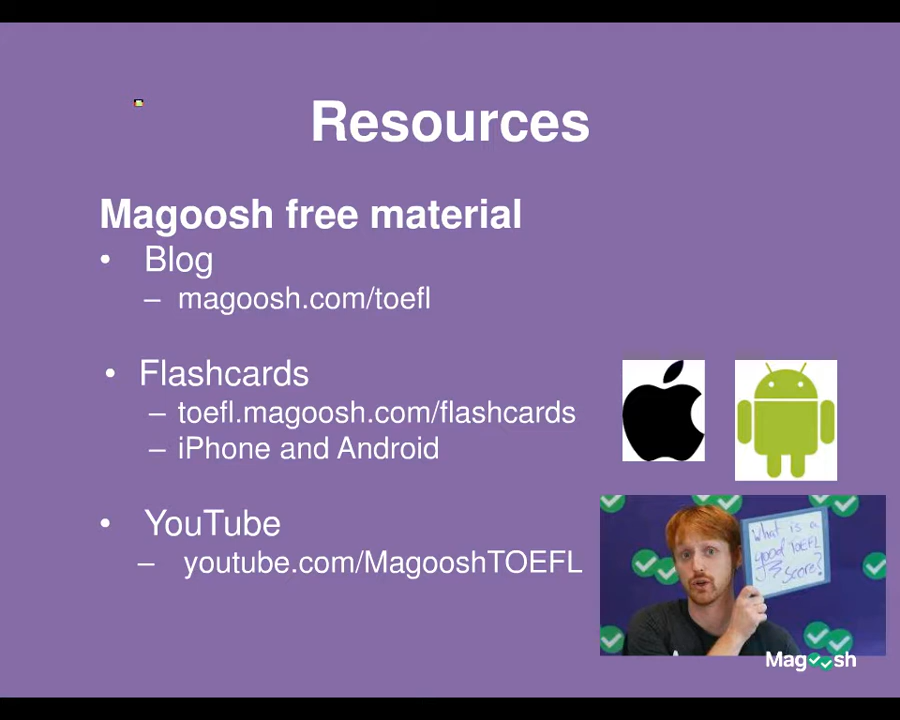 Resources
Magoosh free material
• Blog
– magoosh.com/toefl
• Flashcards
– toefl.magoosh.com/flashcards
– iPhone and Android
• YouTube
– youtube.com/MagooshTOEFL
What is a
good TOEFL
score?
Magoosh